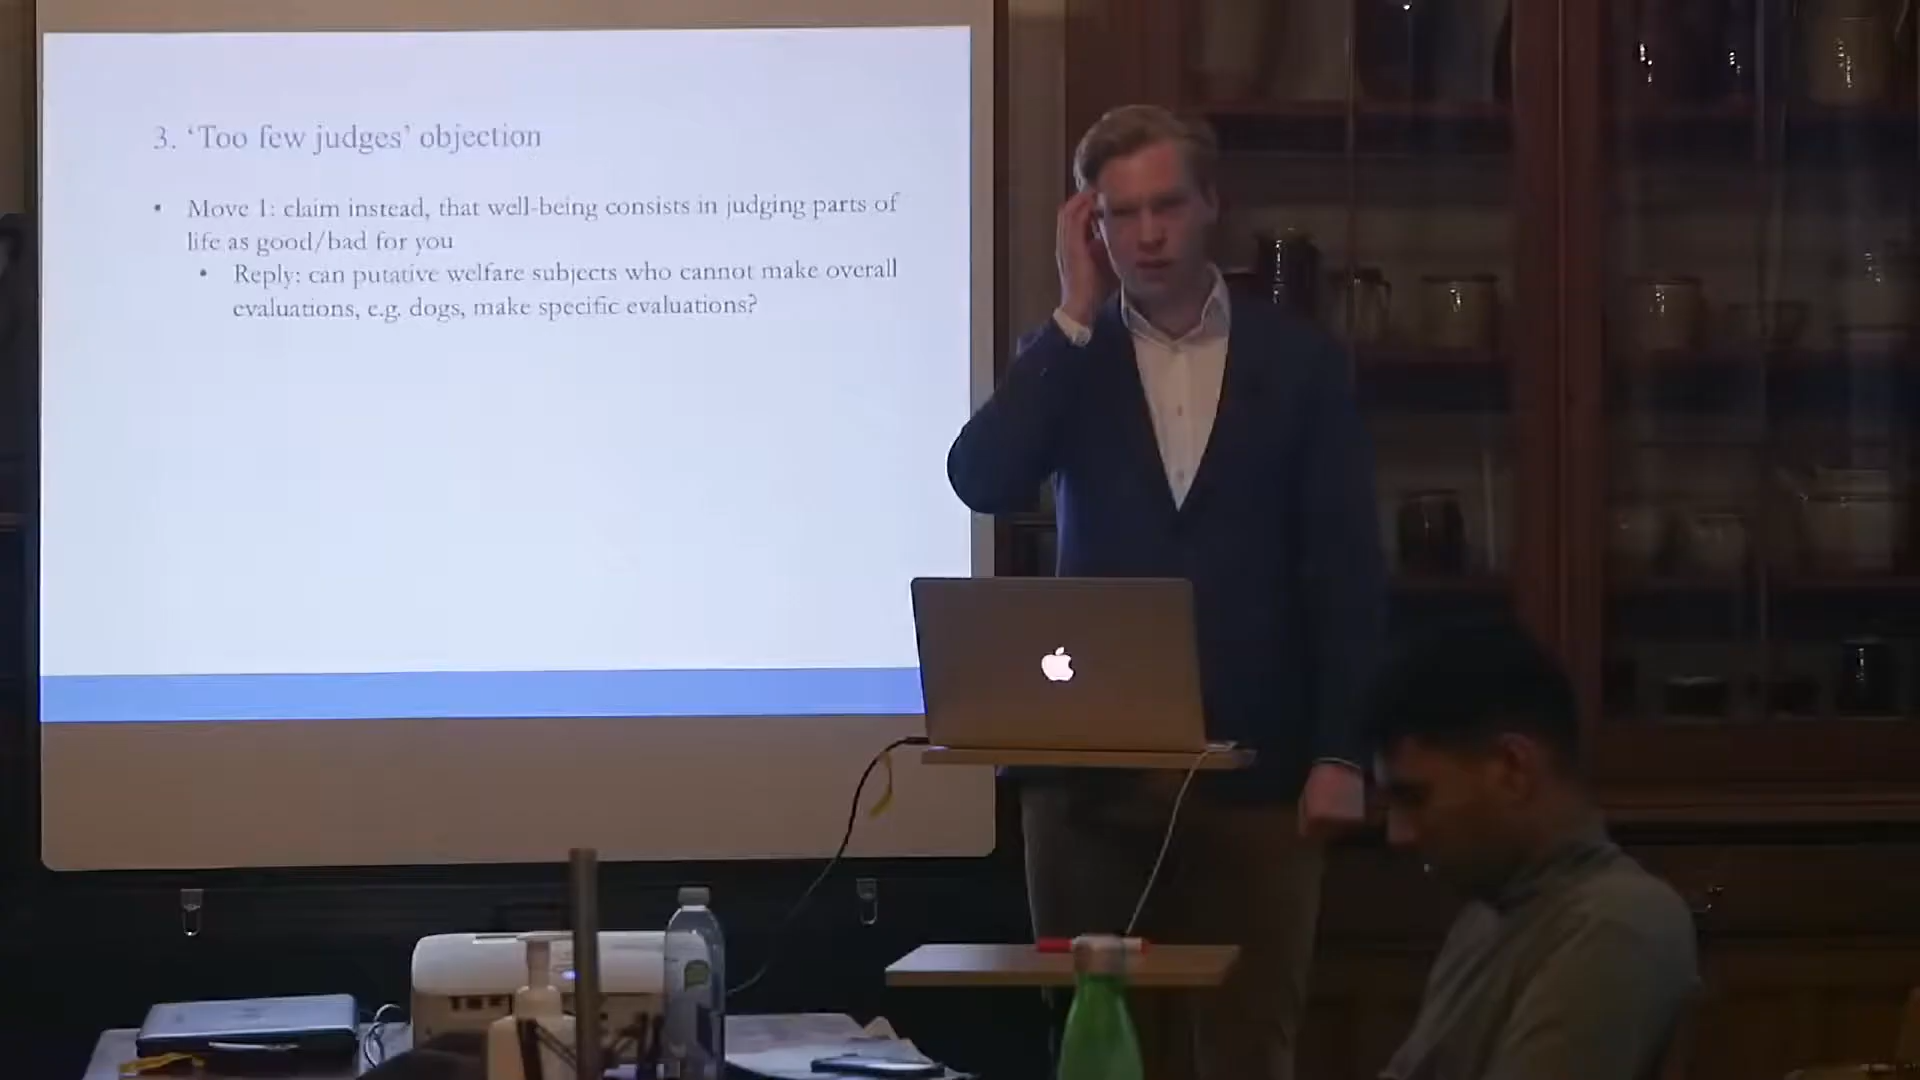 3. ‘Too few judges’ objection
• Move 1: claim instead, that well-being consists in judging parts of
life as good/bad for you
• Reply: can putative welfare subjects who cannot make overall
evaluations, e.g. dogs, make specific evaluations?